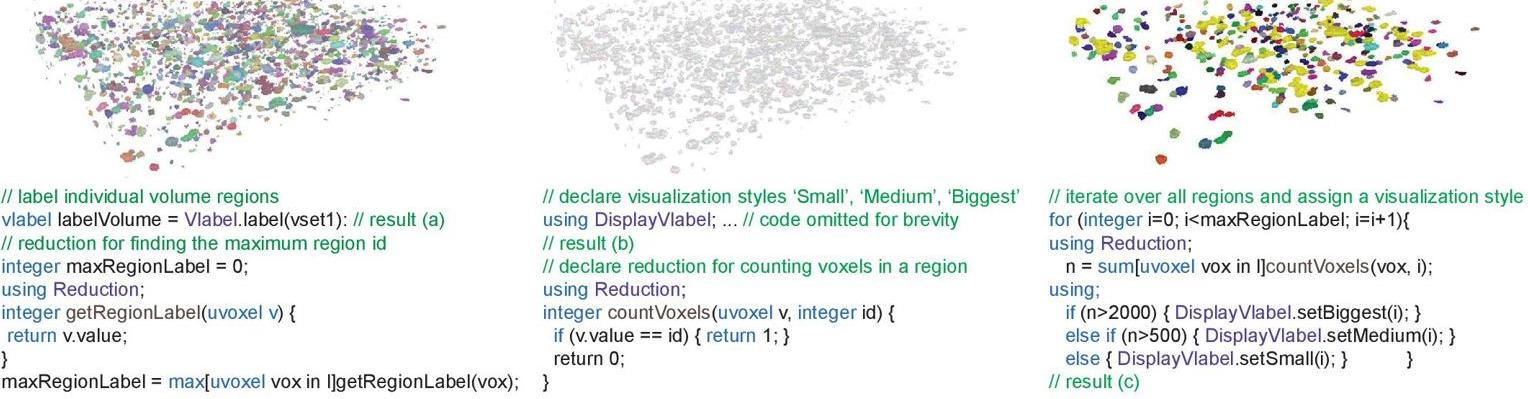 // label individual volume regions
vlabel labelVolume = Vlabel.label(vset1): // result (a)
// reduction for finding the maximum region id
integer maxRegionLabel = 0;
using Reduction;
integer getRegionLabel(uvoxel v) {
return v.value;
}
maxRegionLabel = max[uvoxel vox in l]getRegionLabel(vox);
// declare visualization styles ‘Small’, ‘Medium’, ‘Biggest’
using DisplayVlabel; ... // code omitted for brevity
// result (b)
// declare reduction for counting voxels in a region
using Reduction;
integer countVoxels(uvoxel v, integer id) {
if (v.value == id) { return 1; }
return 0;
}
// iterate over all regions and assign a visualization style
for (integer i=0; i<maxRegionLabel; i=i+1){
using Reduction;
n = sum[uvoxel vox in l]countVoxels(vox, i);
using;
if (n>2000) { DisplayVlabel.setBiggest(i); }
else if (n>500) { DisplayVlabel.setMedium(i); }
else { DisplayVlabel.setSmall(i); } }
// result (c)